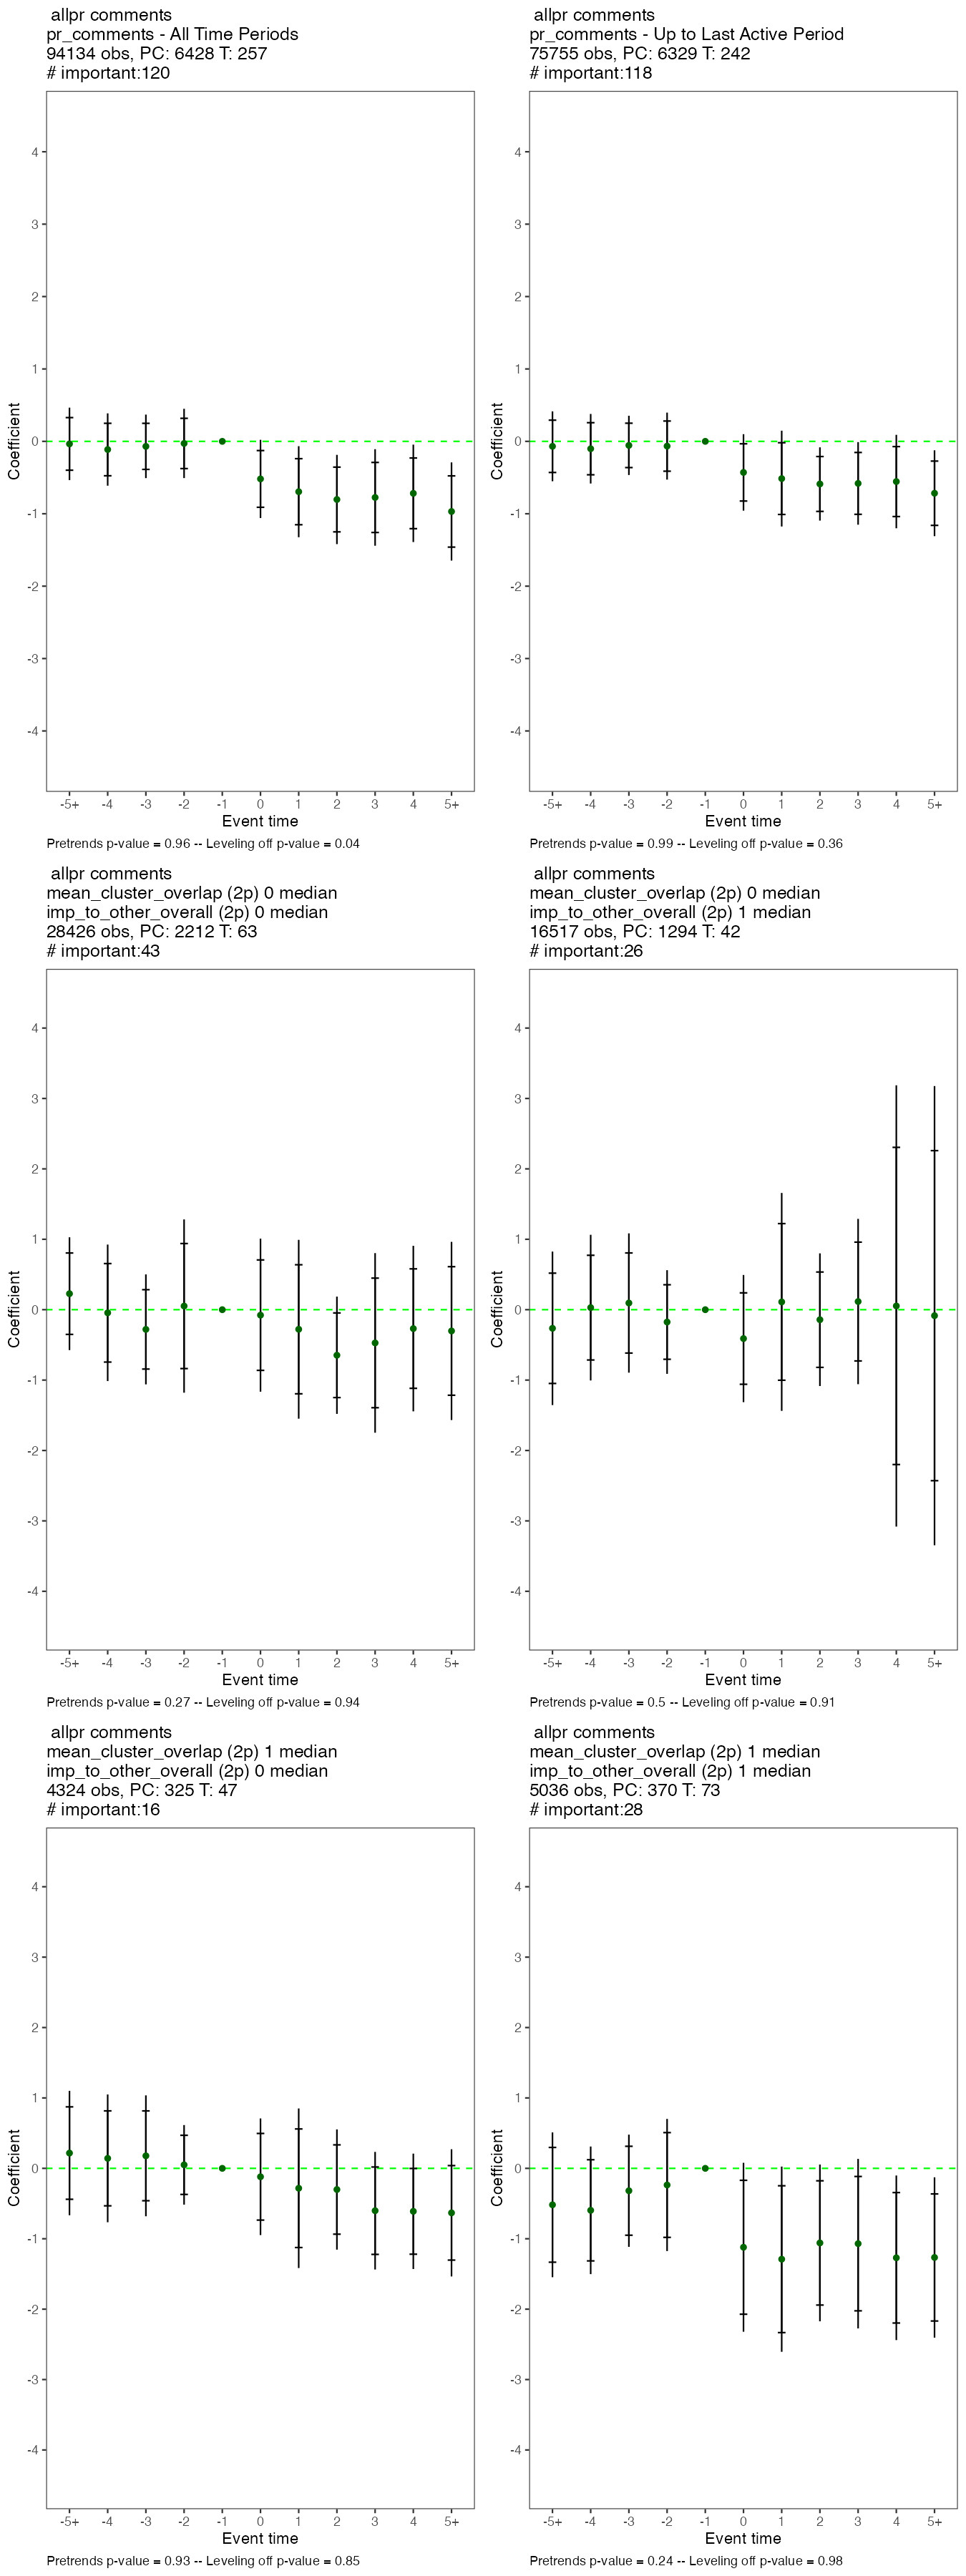 allpr comments
pr_comments - All Time Periods
94134 obs, PC: 6428 T: 257
# important:120
4
3
2
1
0
-1
-2
-3
-4
Coefficient
-5+ -4 -3 -2 -1 0 1 2 3 4 5+
Event time
Pretrends p-value = 0.96 -- Leveling off p-value = 0.04
allpr comments
pr_comments - Up to Last Active Period
75755 obs, PC: 6329 T: 242
# important:118
4
3
2
1
0
-1
-2
-3
-4
Coefficient
-5+ -4 -3 -2 -1 0 1 2 3 4 5+
Event time
Pretrends p-value = 0.99 -- Leveling off p-value = 0.36
allpr comments
mean_cluster_overlap (2p) 0 median
imp_to_other_overall (2p) 0 median
28426 obs, PC: 2212 T: 63
# important:43
4
3
2
1
0
-1
-2
-3
-4
Coefficient
-5+ -4 -3 -2 -1 0 1 2 3 4 5+
Event time
Pretrends p-value = 0.27 -- Leveling off p-value = 0.94
allpr comments
mean_cluster_overlap (2p) 0 median
imp_to_other_overall (2p) 1 median
16517 obs, PC: 1294 T: 42
# important:26
4
3
2
1
0
-1
-2
-3
-4
Coefficient
-5+ -4 -3 -2 -1 0 1 2 3 4 5+
Event time
Pretrends p-value = 0.5 -- Leveling off p-value = 0.91
allpr comments
mean_cluster_overlap (2p) 1 median
imp_to_other_overall (2p) 0 median
4324 obs, PC: 325 T: 47
# important:16
4
3
2
1
0
-1
-2
-3
-4
Coefficient
-5+ -4 -3 -2 -1 0 1 2 3 4 5+
Event time
Pretrends p-value = 0.93 -- Leveling off p-value = 0.85
allpr comments
mean_cluster_overlap (2p) 1 median
imp_to_other_overall (2p) 1 median
5036 obs, PC: 370 T: 73
# important:28
4
3
2
1
0
-1
-2
-3
-4
Coefficient
-5+ -4 -3 -2 -1 0 1 2 3 4 5+
Event time
Pretrends p-value = 0.24 -- Leveling off p-value = 0.98